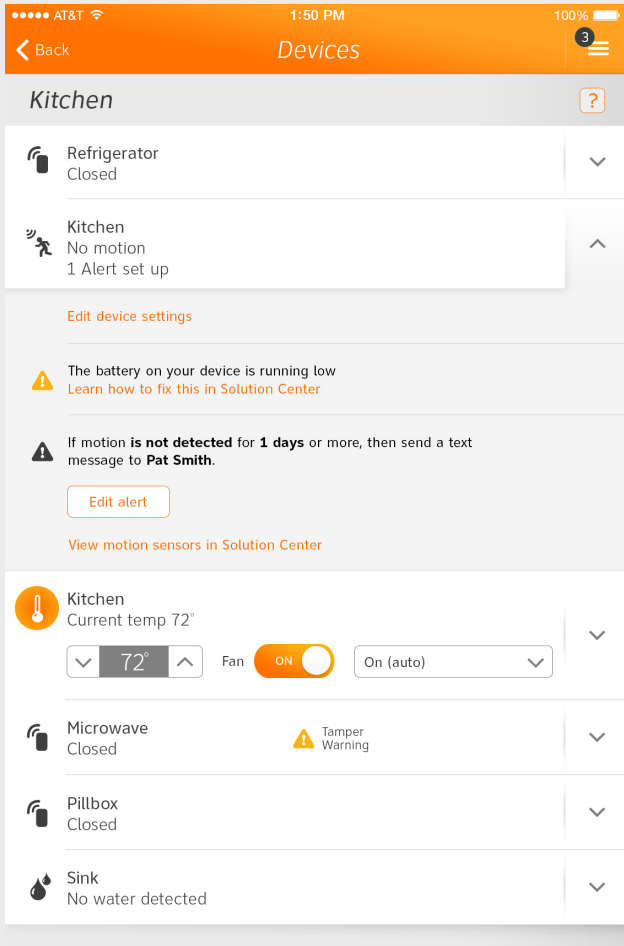 AT&T 1:50 PM 100%
Back Devices 3
Kitchen ?
Refrigerator
Closed
Kitchen
No motion
1 Alert set up
Edit device settings
The battery on your device is running low
Learn how to fix this in Solution Center
If motion is not detected for 1 days or more, then send a text
message to Pat Smith.
Edit alert
View motion sensors in Solution Center
Kitchen
Current temp 72°
72° Fan ON On (auto)
Microwave
Closed
Tamper
Warning
Pillbox
Closed
Sink
No water detected